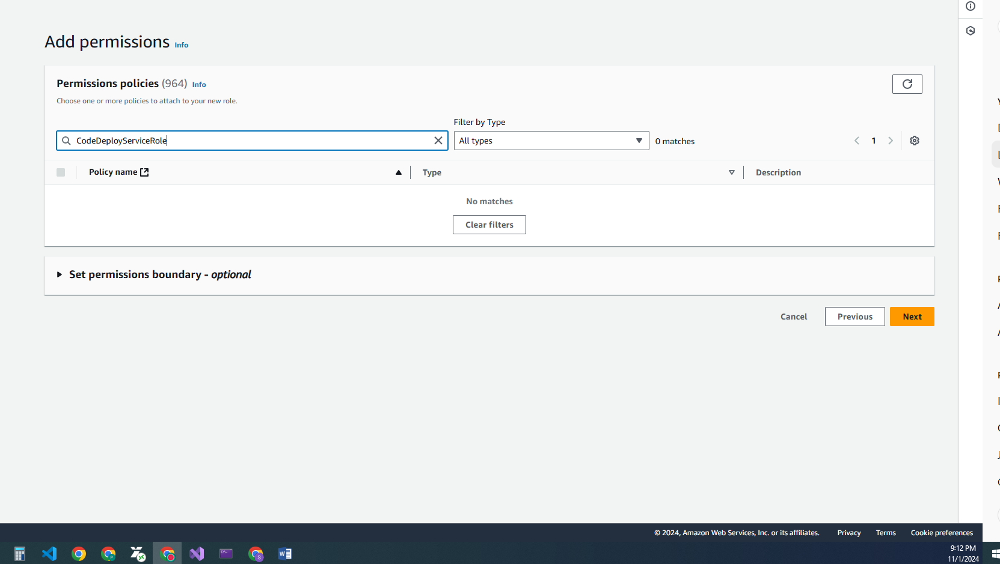 Add permissions Info
Permissions policies (964) Info
Choose one or more policies to attach to your new role.
Filter by Type
CodeDeployServiceRole
All types
0 matches
1
Policy name
Type
Description
No matches
Clear filters
Set permissions boundary - optional
Cancel
Previous
Next
© 2024, Amazon Web Services, Inc. or its affiliates.
Privacy
Terms
Cookie preferences
9:12 PM
11/1/2024